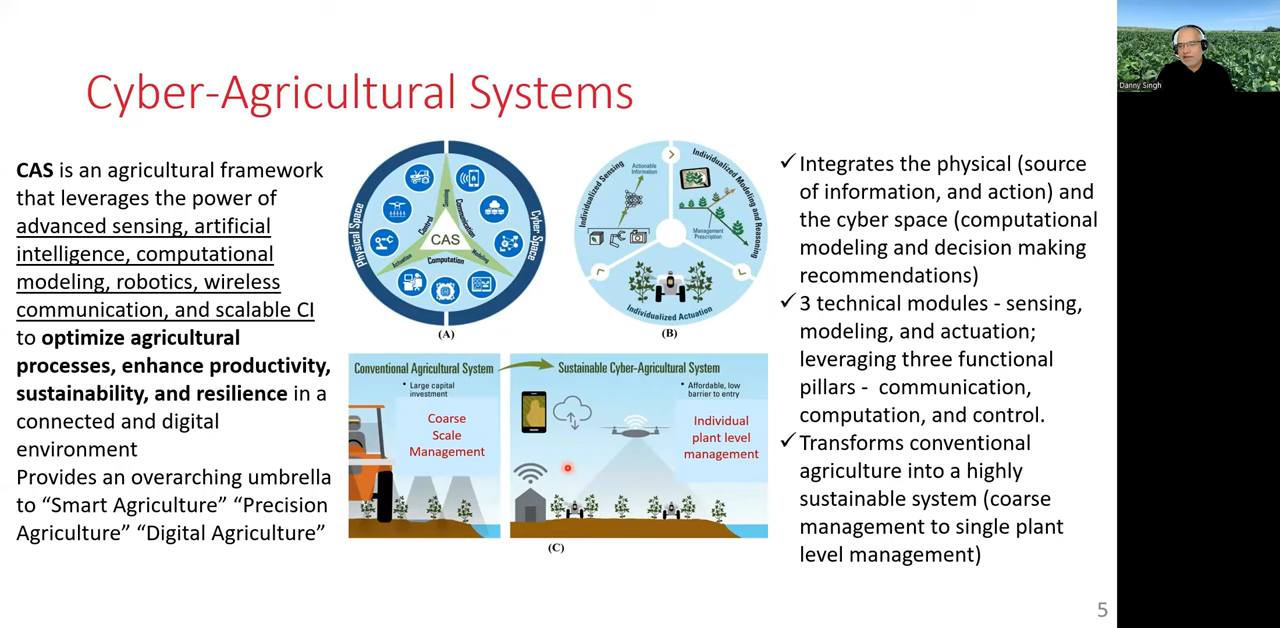 Cyber-Agricultural Systems
CAS is an agricultural framework
that leverages the power of
advanced sensing, artificial
intelligence, computational
modeling, robotics, wireless
communication, and scalable CI
to optimize agricultural
processes, enhance productivity,
sustainability, and resilience in a
connected and digital
environment
Provides an overarching umbrella
to “Smart Agriculture” “Precision
Agriculture” “Digital Agriculture”
Physical Space
Cyber Space
Sensing
Control
Communication
CAS
Actuation
Computation
Modeling
(A)
Individualized Sensing
Actionable
Information
Individualized Modeling and Reasoning
Management
Prescription
Individualized Actuation
(B)
Conventional Agricultural System
• Large capital
investment
Coarse
Scale
Management
Sustainable Cyber-Agricultural System
• Affordable, low
barrier to entry
Individual
plant level
management
(C)
✓Integrates the physical (source
of information, and action) and
the cyber space (computational
modeling and decision making
recommendations)
✓3 technical modules - sensing,
modeling, and actuation;
leveraging three functional
pillars - communication,
computation, and control.
✓Transforms conventional
agriculture into a highly
sustainable system (coarse
management to single plant
level management)
5
Danny Singh